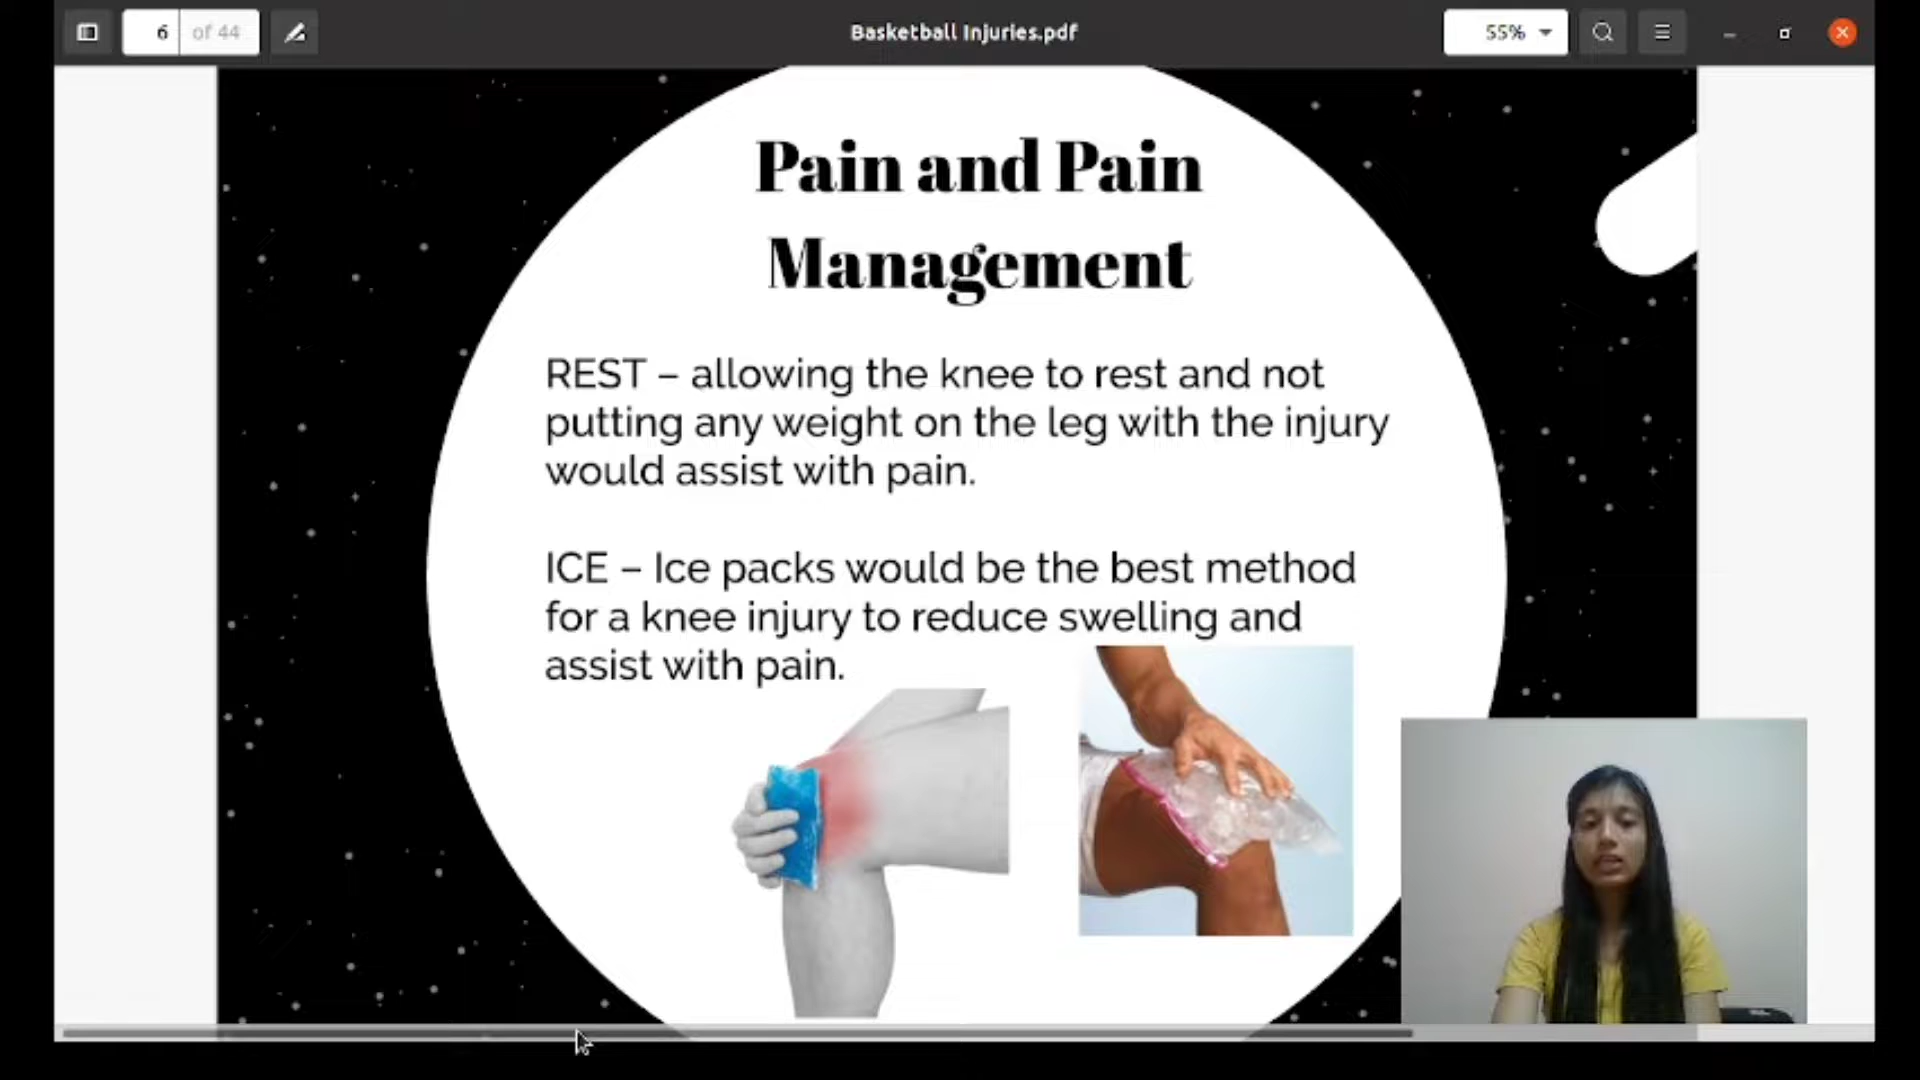 6 of 44
Basketball Injuries.pdf
55%
Pain and Pain
Management
REST – allowing the knee to rest and not
putting any weight on the leg with the injury
would assist with pain.
ICE – Ice packs would be the best method
for a knee injury to reduce swelling and
assist with pain.